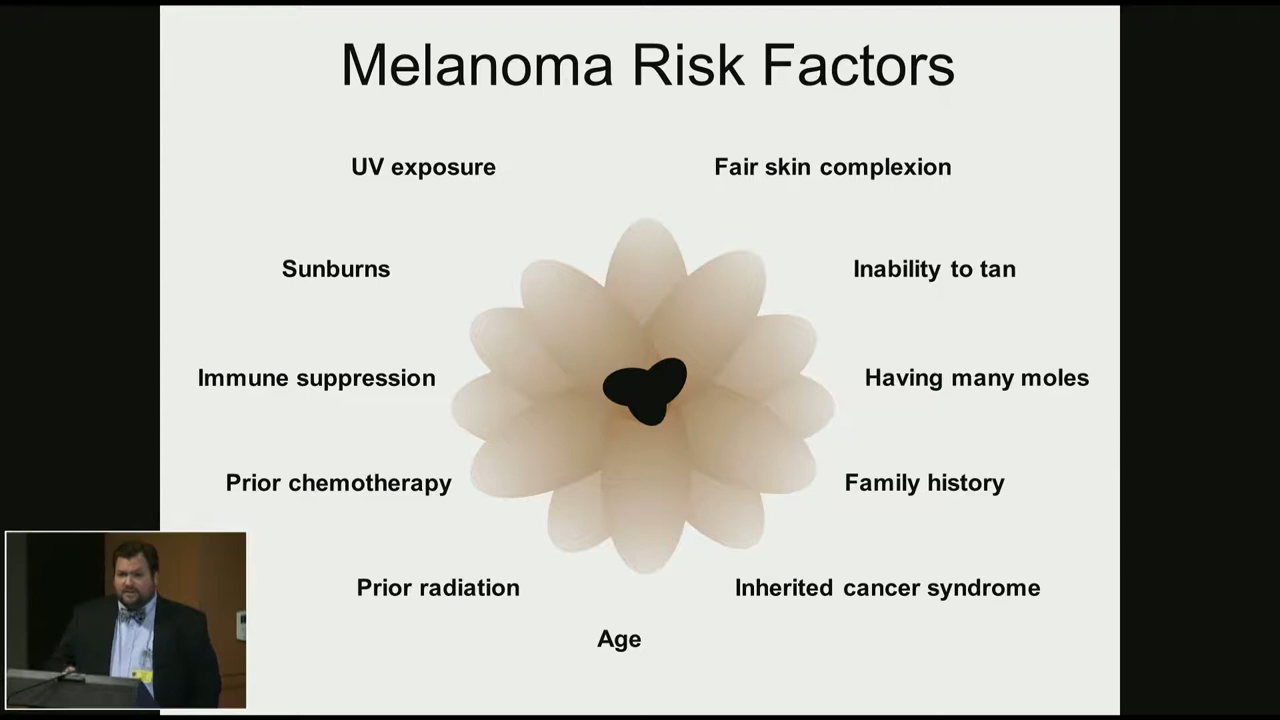 Melanoma Risk Factors
UV exposure
Fair skin complexion
Sunburns
Inability to tan
Immune suppression
Having many moles
Prior chemotherapy
Family history
Prior radiation
Inherited cancer syndrome
Age